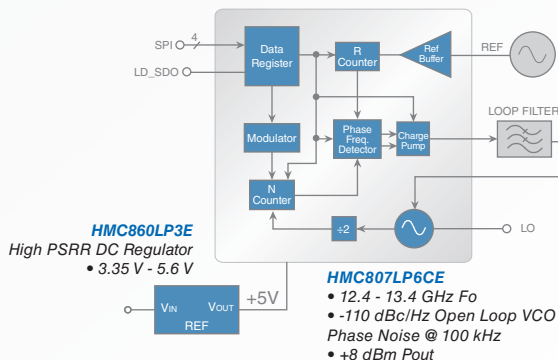 SPI
4
Data
Register
R
Counter
Ref
Buffer
REF
LD_SDO
LOOP FILTER
Modulator
Phase
Freq.
Detector
Charge
Pump
N
Counter
÷2
LO
HMC860LP3E
High PSRR DC Regulator
• 3.35 V - 5.6 V
VIN
VOUT
REF
+5V
HMC807LP6CE
• 12.4 - 13.4 GHz Fo
• -110 dBc/Hz Open Loop VCO
Phase Noise @ 100 kHz
• +8 dBm Pout